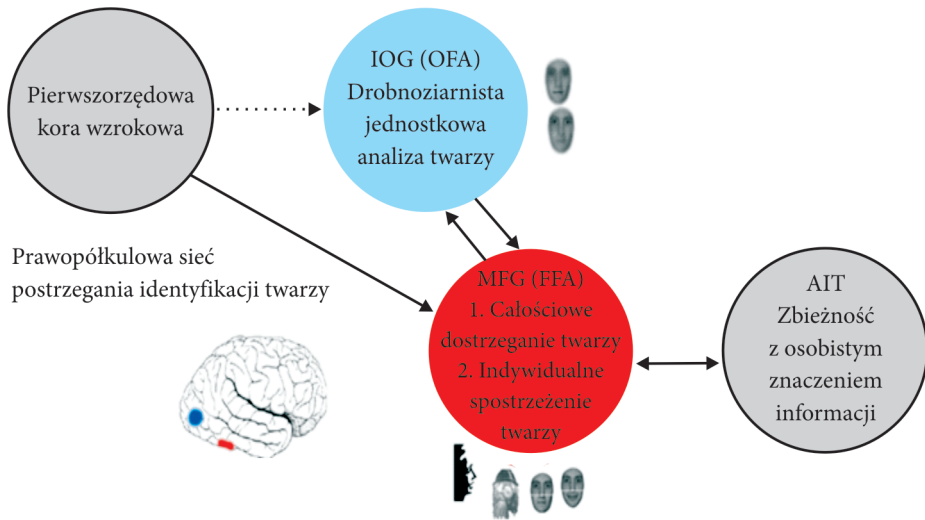 Pierwszorzędowa
kora wzrokowa
IOG (OFA)
Drobnoziarnista
jednostkowa
analiza twarzy
Prawopółkulowa sieć
postrzegania identyfikacji twarzy
MFG (FFA)
1. Całościowe
dostrzeganie twarzy
2. Indywidualne
spostrzeżenie
twarzy
AIT
Zbieżność
z osobistym
znaczeniem
informacji